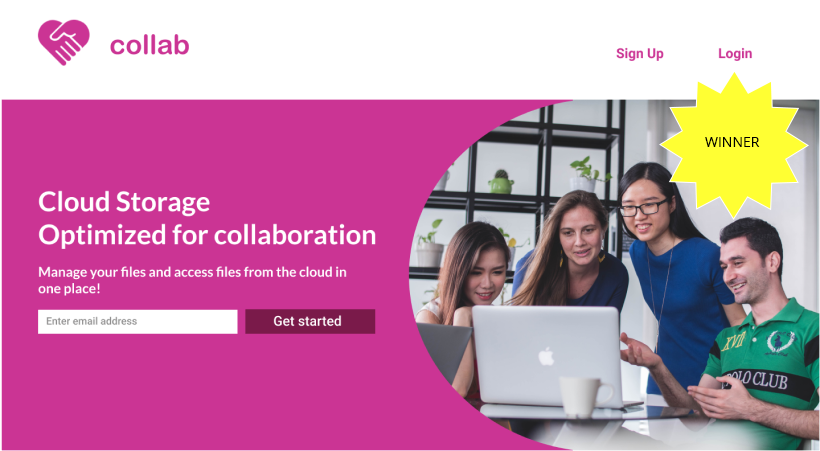 collab
Sign Up
Login
WINNER
Cloud Storage
Optimized for collaboration
Manage your files and access files from the cloud in
one place!
Enter email address
Get started
XVII
POLO CLUB